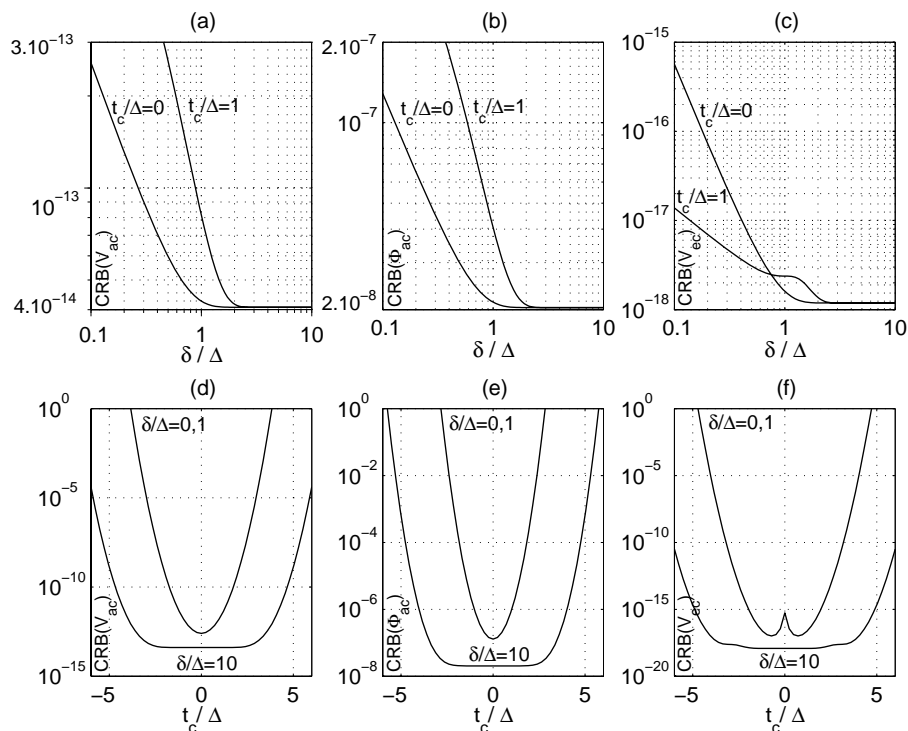 (a) (b) (c)
3.10⁻¹³
10⁻¹³
4.10⁻¹⁴
CRB(V_ac)
t_c/Δ=0
t_c/Δ=1
0.1 1 10
δ / Δ
2.10⁻⁷
10⁻⁷
2.10⁻⁸
CRB(Φ_ac)
t_c/Δ=0
t_c/Δ=1
0.1 1 10
δ / Δ
10⁻¹⁵
10⁻¹⁶
10⁻¹⁷
10⁻¹⁸
CRB(V_ec)
t_c/Δ=0
t_c/Δ=1
0.1 1 10
δ / Δ
(d) (e) (f)
10⁰
10⁻⁵
10⁻¹⁰
10⁻¹⁵
CRB(V_ac)
δ/Δ=0,1
δ/Δ=10
−5 0 5
t_c / Δ
10⁰
10⁻²
10⁻⁴
10⁻⁶
10⁻⁸
CRB(Φ_ac)
δ/Δ=0,1
δ/Δ=10
−5 0 5
t_c / Δ
10⁰
10⁻⁵
10⁻¹⁰
10⁻¹⁵
10⁻²⁰
CRB(V_ec)
δ/Δ=0,1
δ/Δ=10
−5 0 5
t_c / Δ